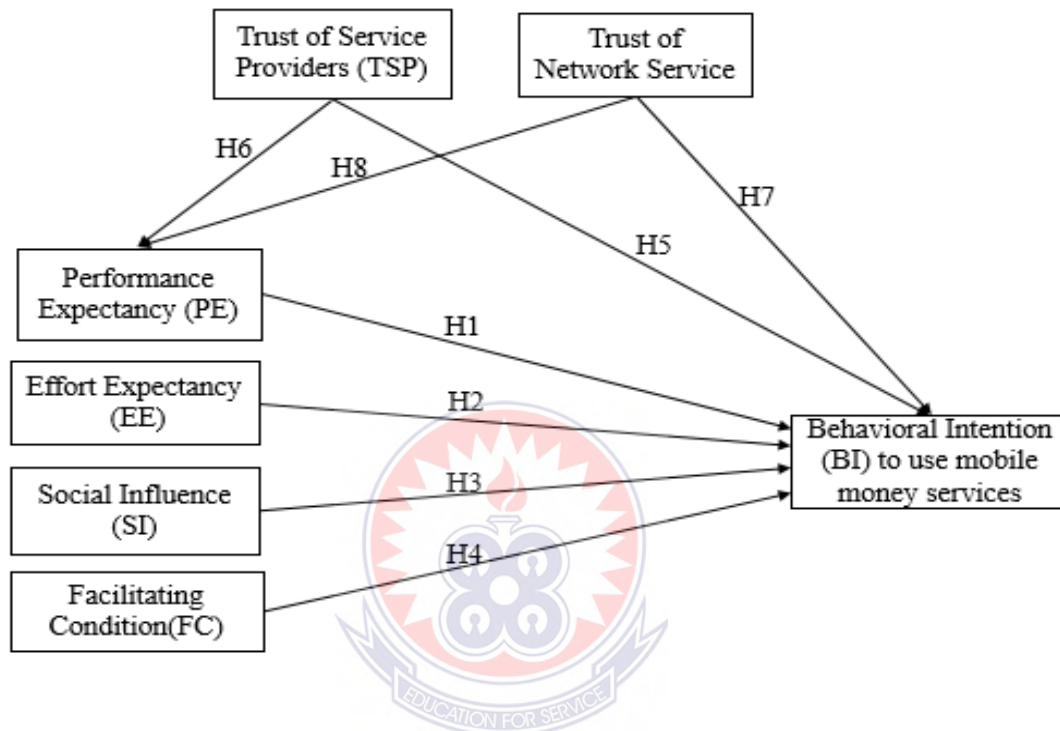 Trust of Service
Providers (TSP)
Trust of
Network Service
H6
H8
H7
H5
Performance
Expectancy (PE)
H1
Effort Expectancy
(EE)
H2
Behavioral Intention
(BI) to use mobile
money services
Social Influence
(SI)
H3
H4
Facilitating
Condition(FC)
EDUCATION FOR SERVICE